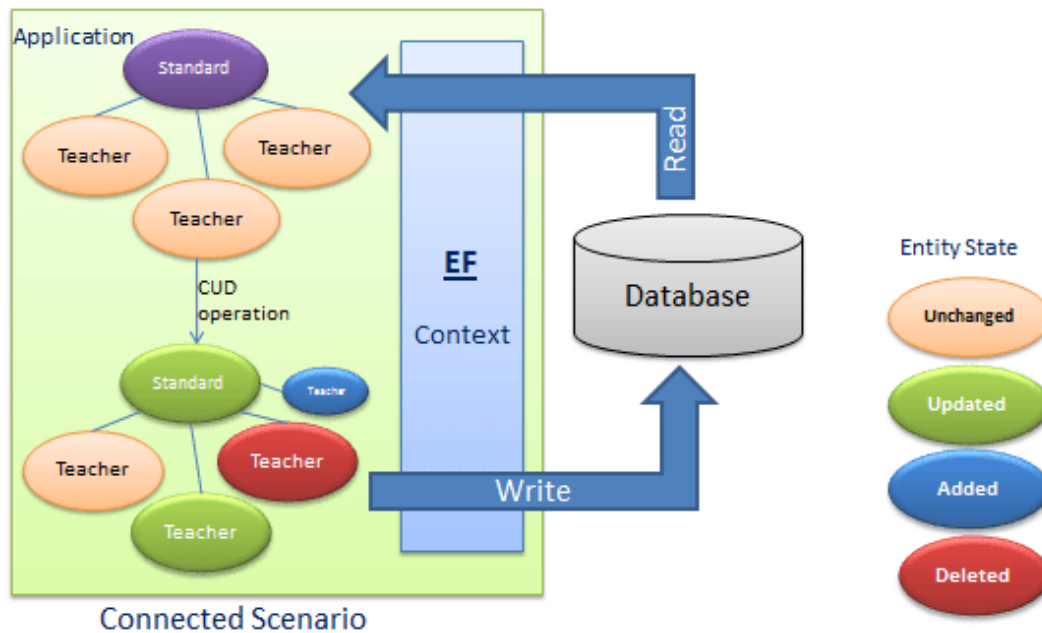 Application
Standard
Teacher
Teacher
Teacher
CUD
operation
Standard
Teacher
Teacher
Teacher
Teacher
EF
Context
Read
Database
Write
Entity State
Unchanged
Updated
Added
Deleted
Connected Scenario